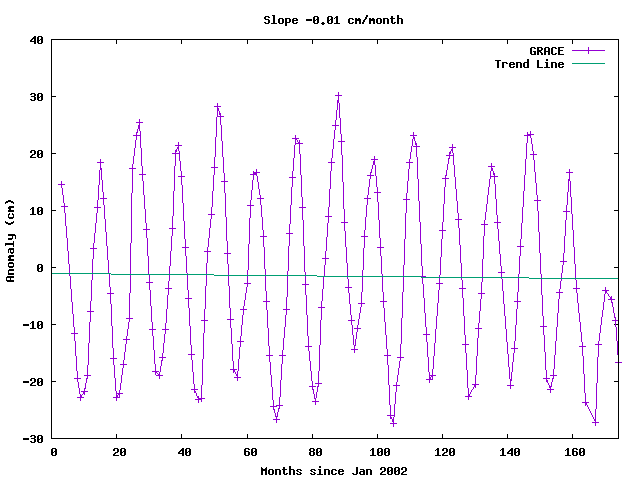 Slope -0.01 cm/month
GRACE
Trend Line
40
30
20
10
0
-10
-20
-30
Anomaly (cm)
0 20 40 60 80 100 120 140 160
Months since Jan 2002